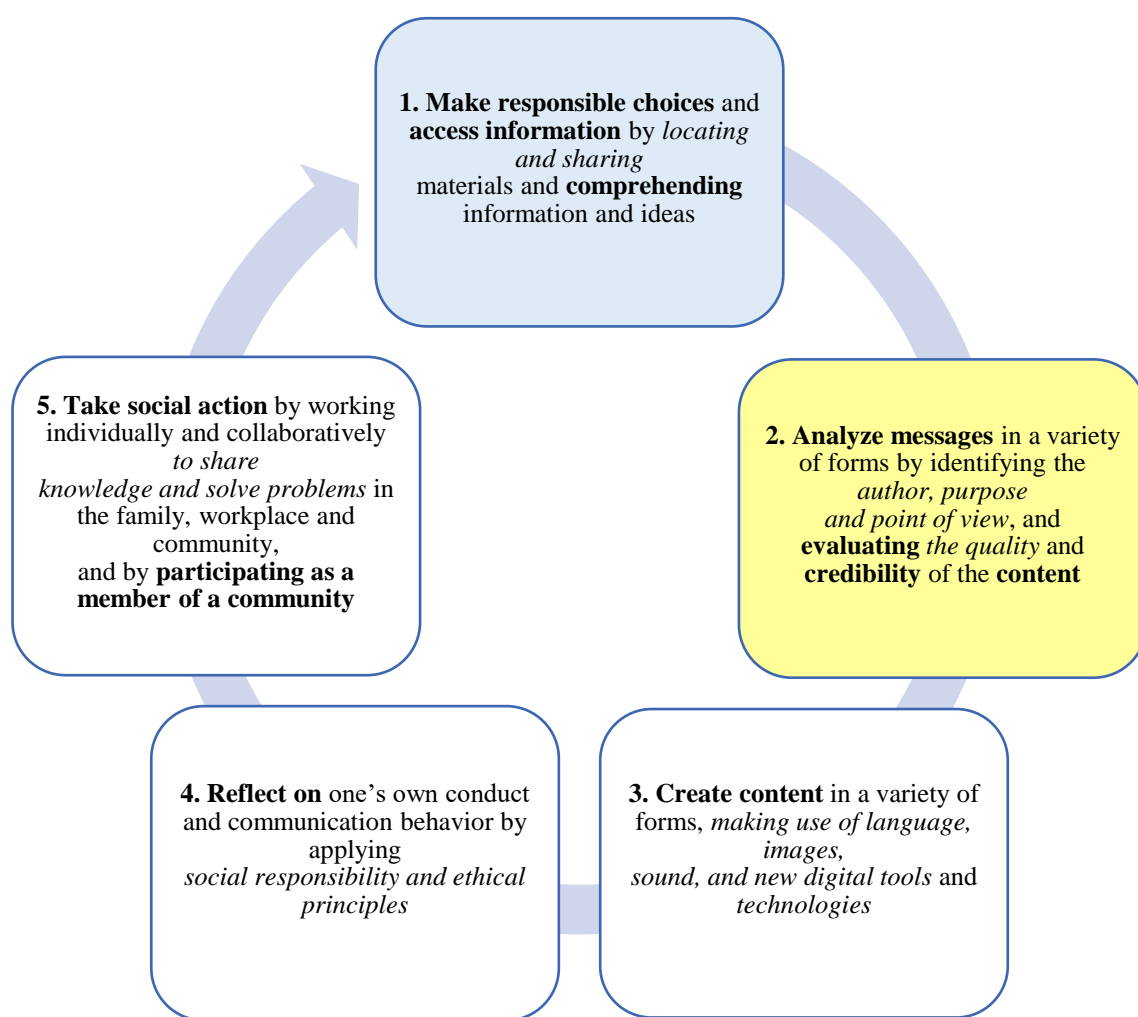 1. Make responsible choices and
access information by locating
and sharing
materials and comprehending
information and ideas
2. Analyze messages in a variety
of forms by identifying the
author, purpose
and point of view, and
evaluating the quality and
credibility of the content
3. Create content in a variety of
forms, making use of language,
images,
sound, and new digital tools and
technologies
4. Reflect on one’s own conduct
and communication behavior by
applying
social responsibility and ethical
principles
5. Take social action by working
individually and collaboratively
to share
knowledge and solve problems in
the family, workplace and
community,
and by participating as a
member of a community